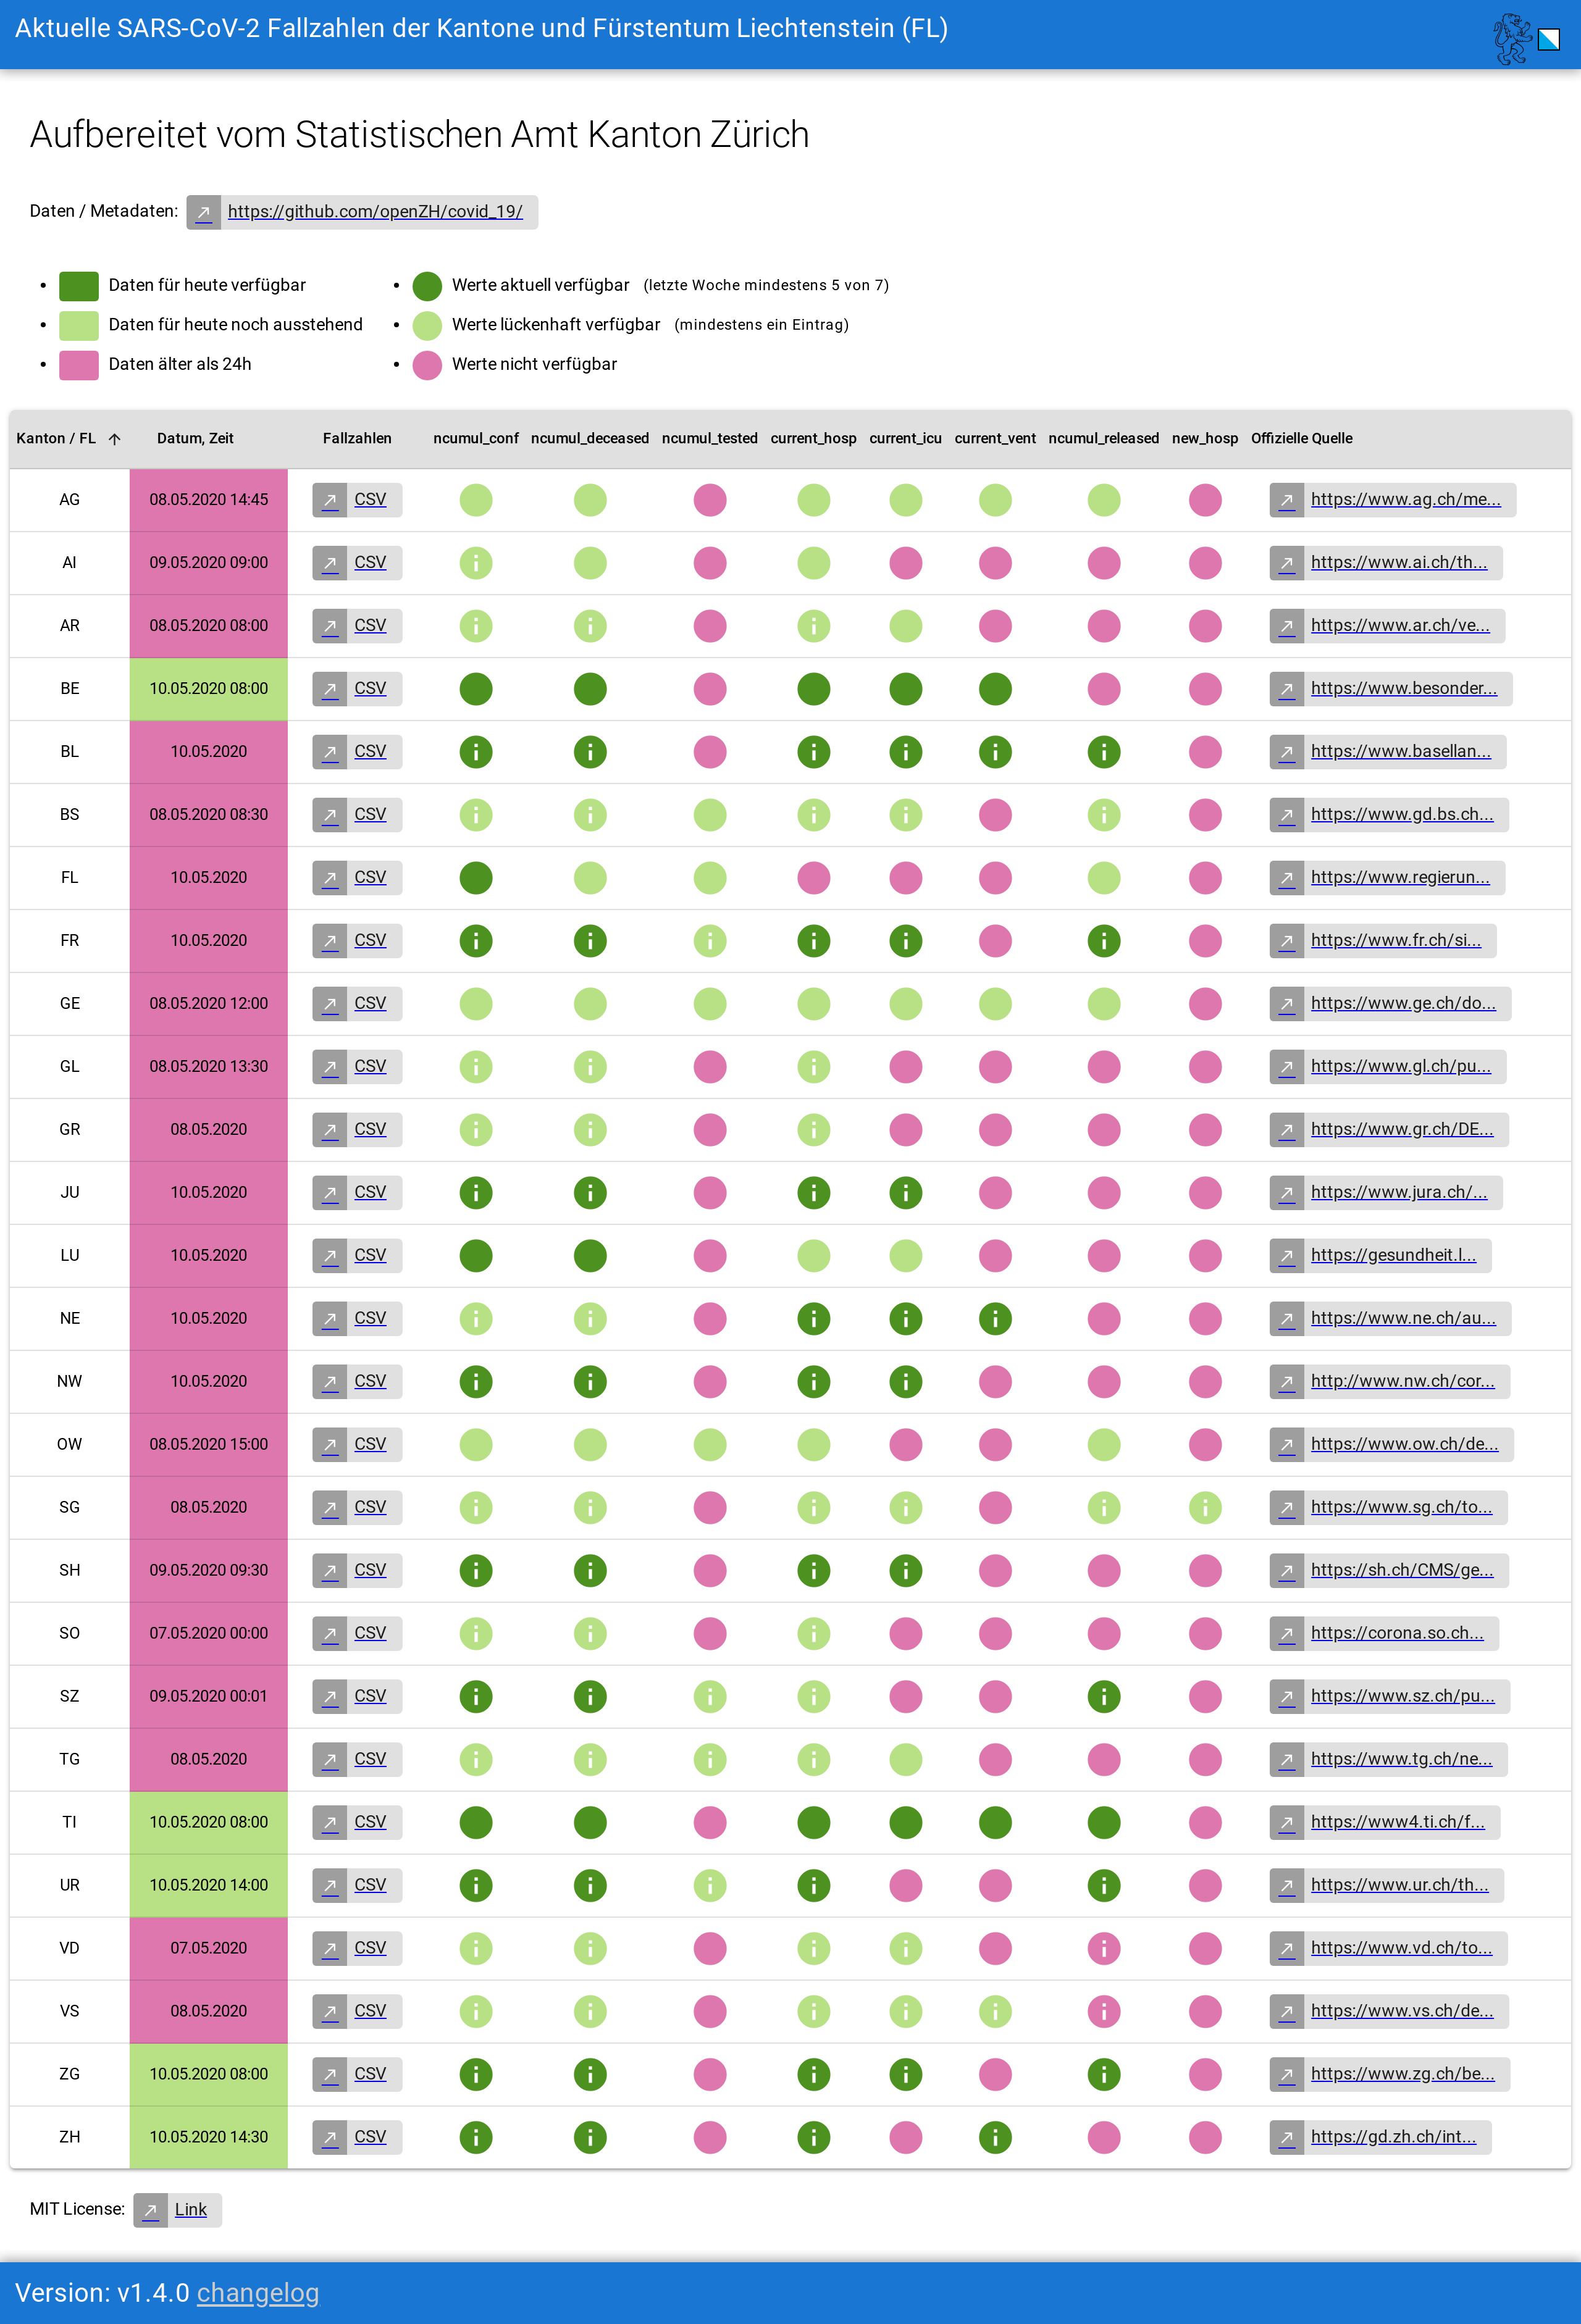 Aktuelle SARS-CoV-2 Fallzahlen der Kantone und Fürstentum Liechtenstein (FL)
Aufbereitet vom Statistischen Amt Kanton Zürich
Daten / Metadaten: https://github.com/openZH/covid_19/
Daten für heute verfügbar
Daten für heute noch ausstehend
Daten älter als 24h
Werte aktuell verfügbar (letzte Woche mindestens 5 von 7)
Werte lückenhaft verfügbar (mindestens ein Eintrag)
Werte nicht verfügbar
Kanton / FL Datum, Zeit Fallzahlen ncumul_conf ncumul_deceased ncumul_tested current_hosp current_icu current_vent ncumul_released new_hosp Offizielle Quelle
AG 08.05.2020 14:45 CSV https://www.ag.ch/me...
AI 09.05.2020 09:00 CSV https://www.ai.ch/th...
AR 08.05.2020 08:00 CSV https://www.ar.ch/ve...
BE 10.05.2020 08:00 CSV https://www.besonder...
BL 10.05.2020 CSV https://www.basellan...
BS 08.05.2020 08:30 CSV https://www.gd.bs.ch...
FL 10.05.2020 CSV https://www.regierun...
FR 10.05.2020 CSV https://www.fr.ch/si...
GE 08.05.2020 12:00 CSV https://www.ge.ch/do...
GL 08.05.2020 13:30 CSV https://www.gl.ch/pu...
GR 08.05.2020 CSV https://www.gr.ch/DE...
JU 10.05.2020 CSV https://www.jura.ch/...
LU 10.05.2020 CSV https://gesundheit.l...
NE 10.05.2020 CSV https://www.ne.ch/au...
NW 10.05.2020 CSV http://www.nw.ch/cor...
OW 08.05.2020 15:00 CSV https://www.ow.ch/de...
SG 08.05.2020 CSV https://www.sg.ch/to...
SH 09.05.2020 09:30 CSV https://sh.ch/CMS/ge...
SO 07.05.2020 00:00 CSV https://corona.so.ch...
SZ 09.05.2020 00:01 CSV https://www.sz.ch/pu...
TG 08.05.2020 CSV https://www.tg.ch/ne...
TI 10.05.2020 08:00 CSV https://www4.ti.ch/f...
UR 10.05.2020 14:00 CSV https://www.ur.ch/th...
VD 07.05.2020 CSV https://www.vd.ch/to...
VS 08.05.2020 CSV https://www.vs.ch/de...
ZG 10.05.2020 08:00 CSV https://www.zg.ch/be...
ZH 10.05.2020 14:30 CSV https://gd.zh.ch/int...
MIT License: Link
Version: v1.4.0 changelog